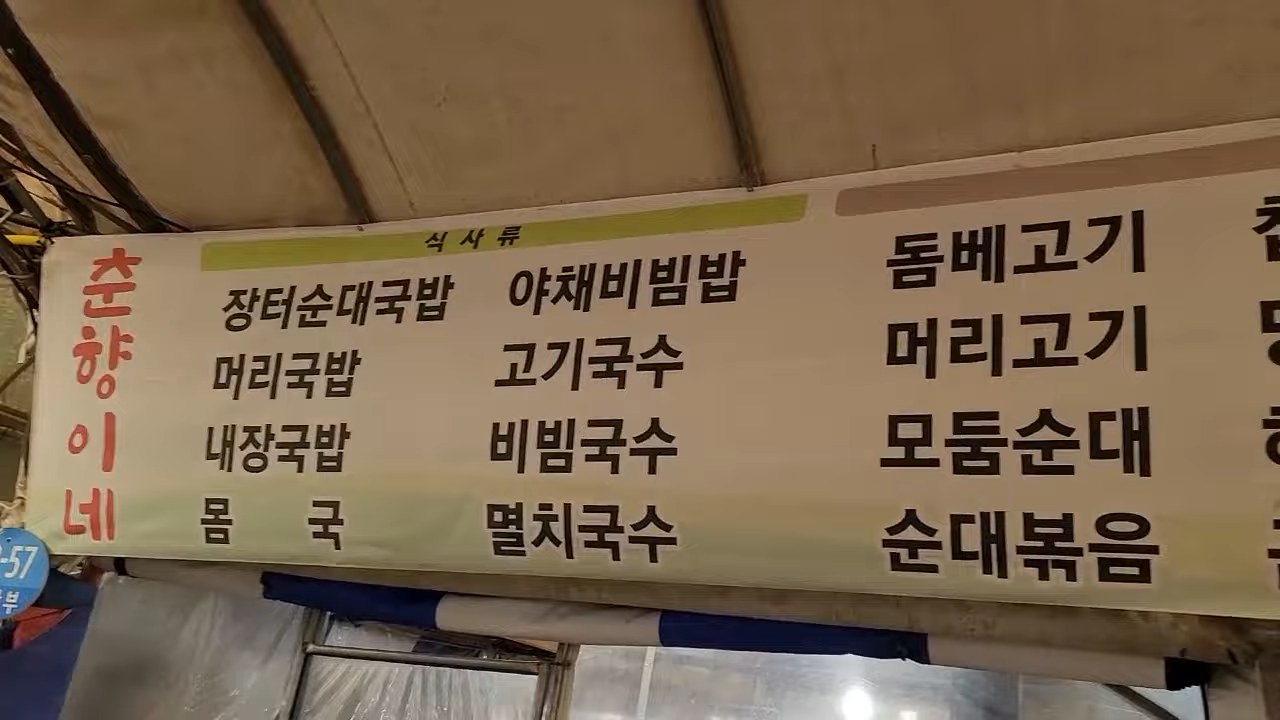 춘향이네
식사류
장터순대국밥 야채비빔밥
머리국밥 고기국수
내장국밥 비빔국수
몸 국 멸치국수
돔베고기
머리고기
모둠순대
순대볶음
-57